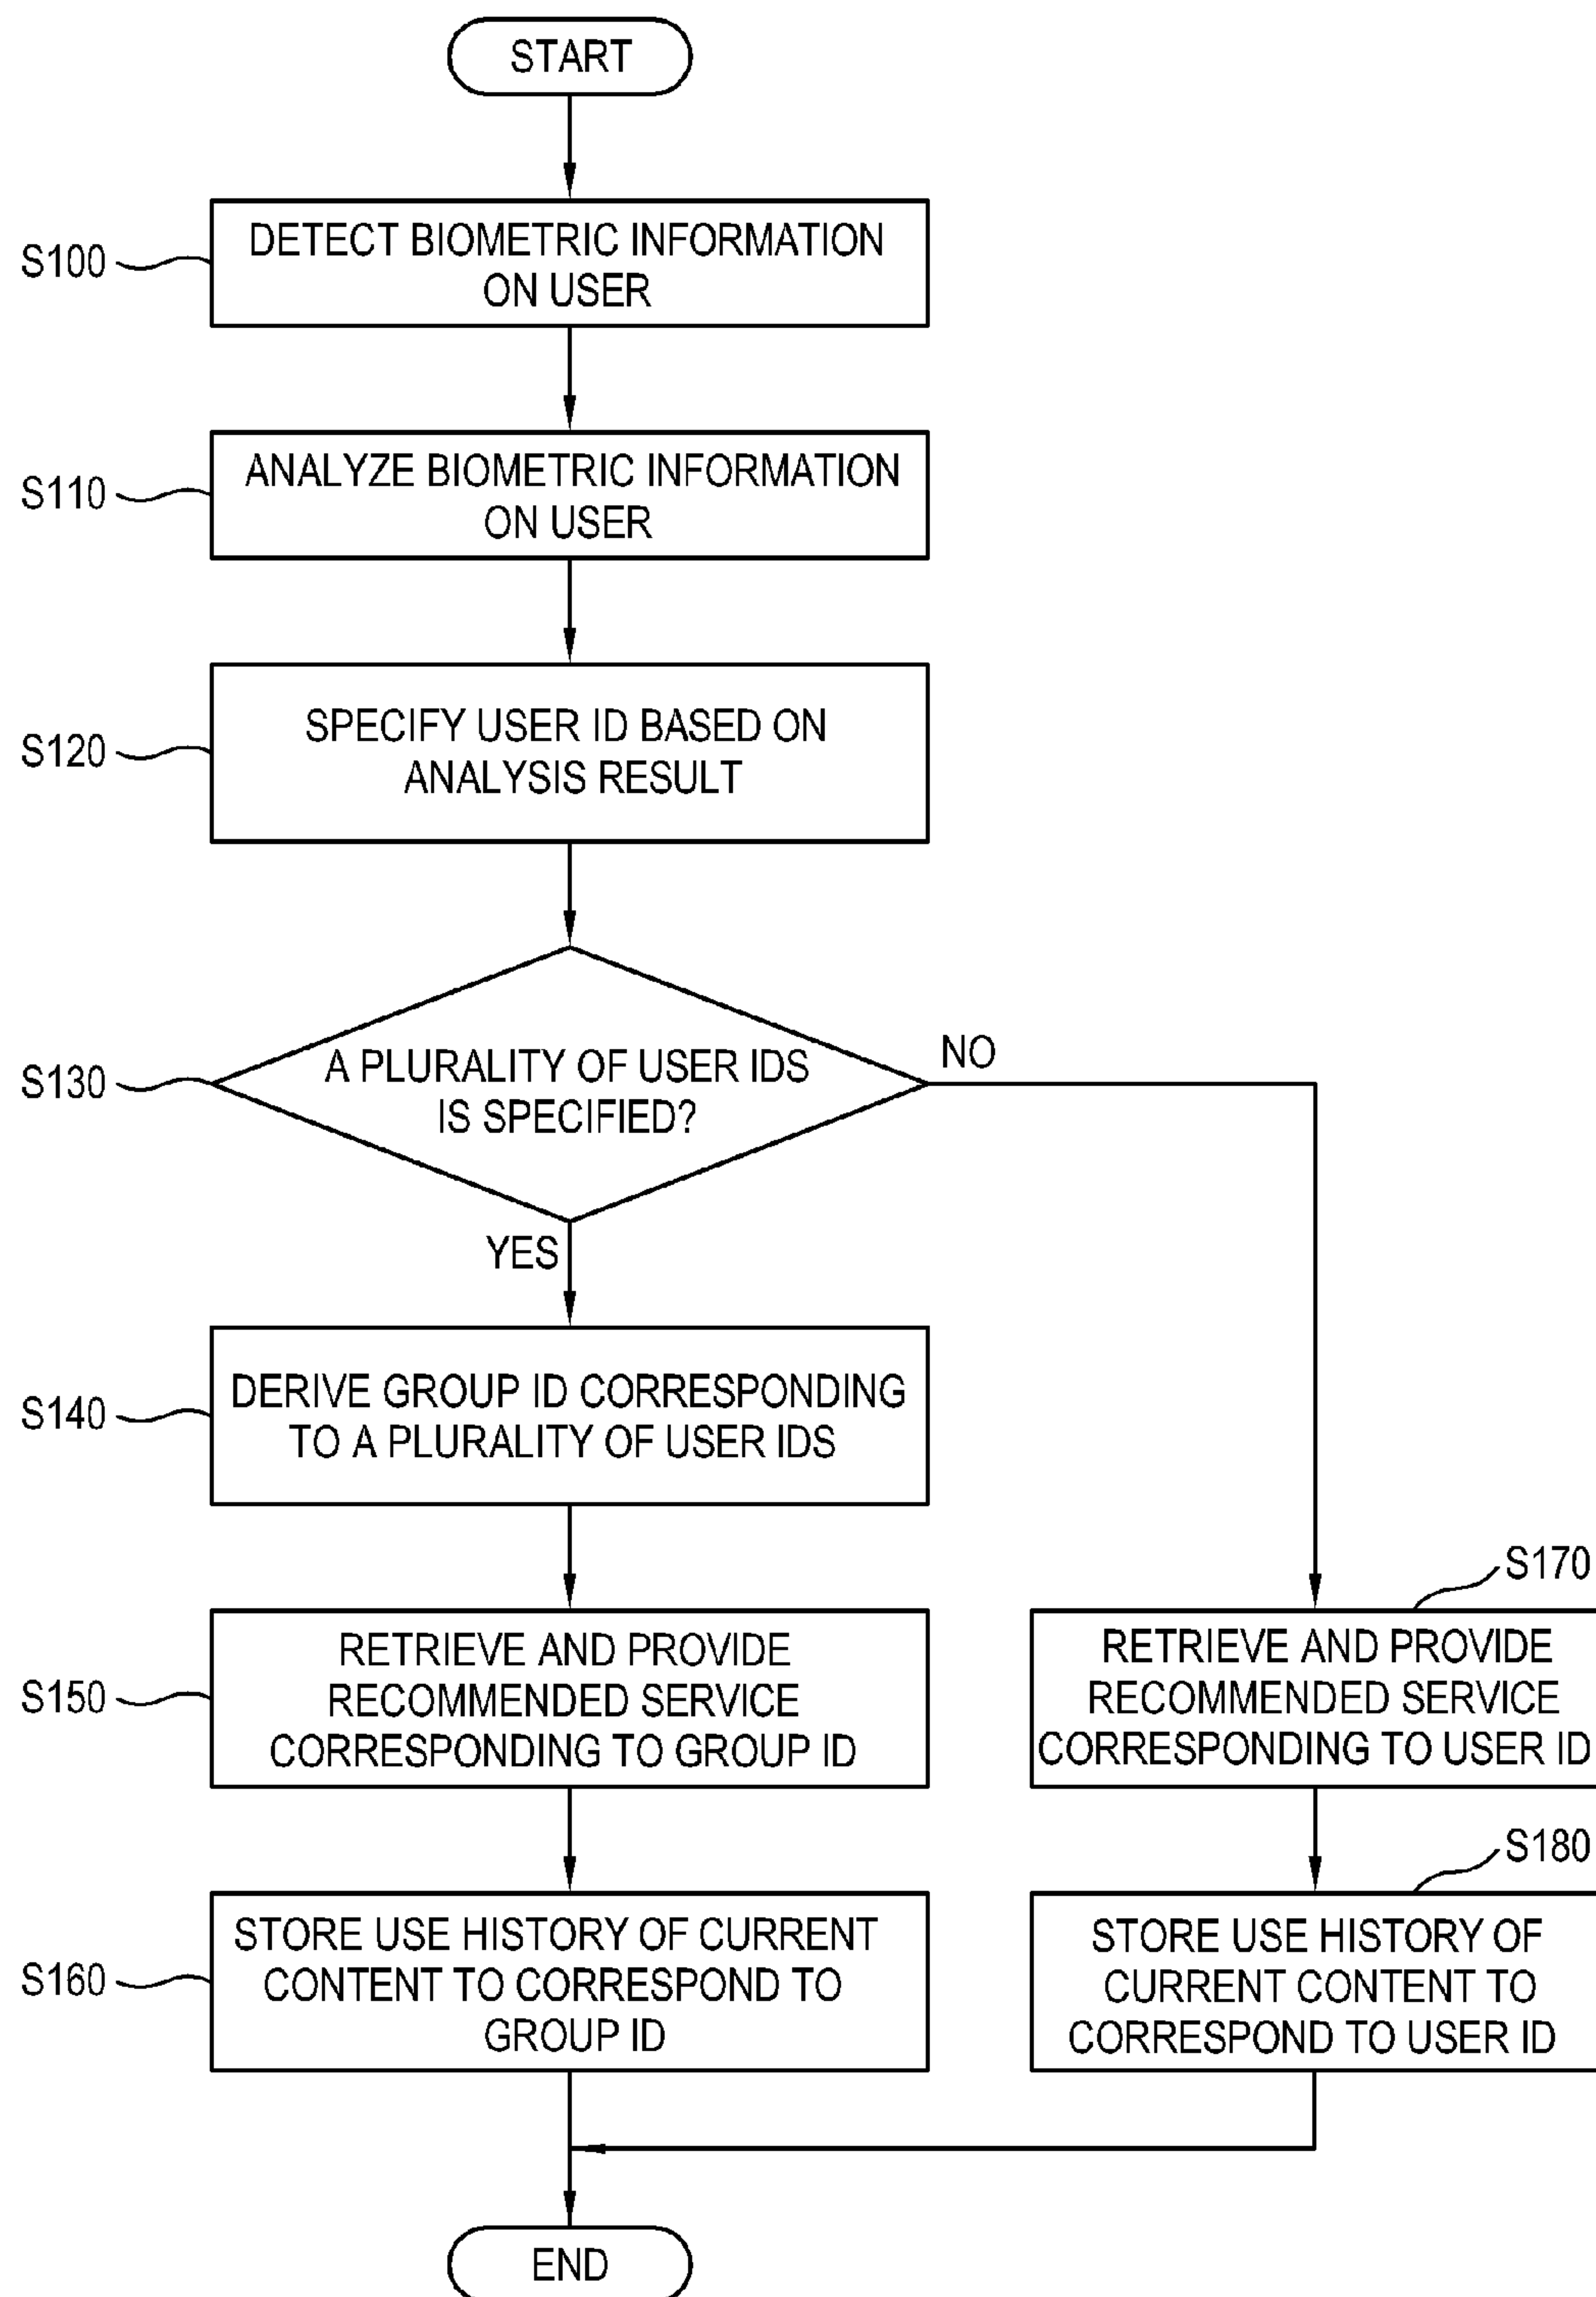 START
S100
DETECT BIOMETRIC INFORMATION
ON USER
S110
ANALYZE BIOMETRIC INFORMATION
ON USER
S120
SPECIFY USER ID BASED ON
ANALYSIS RESULT
S130
A PLURALITY OF USER IDS
IS SPECIFIED?
NO
YES
S140
DERIVE GROUP ID CORRESPONDING
TO A PLURALITY OF USER IDS
S150
RETRIEVE AND PROVIDE
RECOMMENDED SERVICE
CORRESPONDING TO GROUP ID
S160
STORE USE HISTORY OF CURRENT
CONTENT TO CORRESPOND TO
GROUP ID
S170
RETRIEVE AND PROVIDE
RECOMMENDED SERVICE
CORRESPONDING TO USER ID
S180
STORE USE HISTORY OF
CURRENT CONTENT TO
CORRESPOND TO USER ID
END